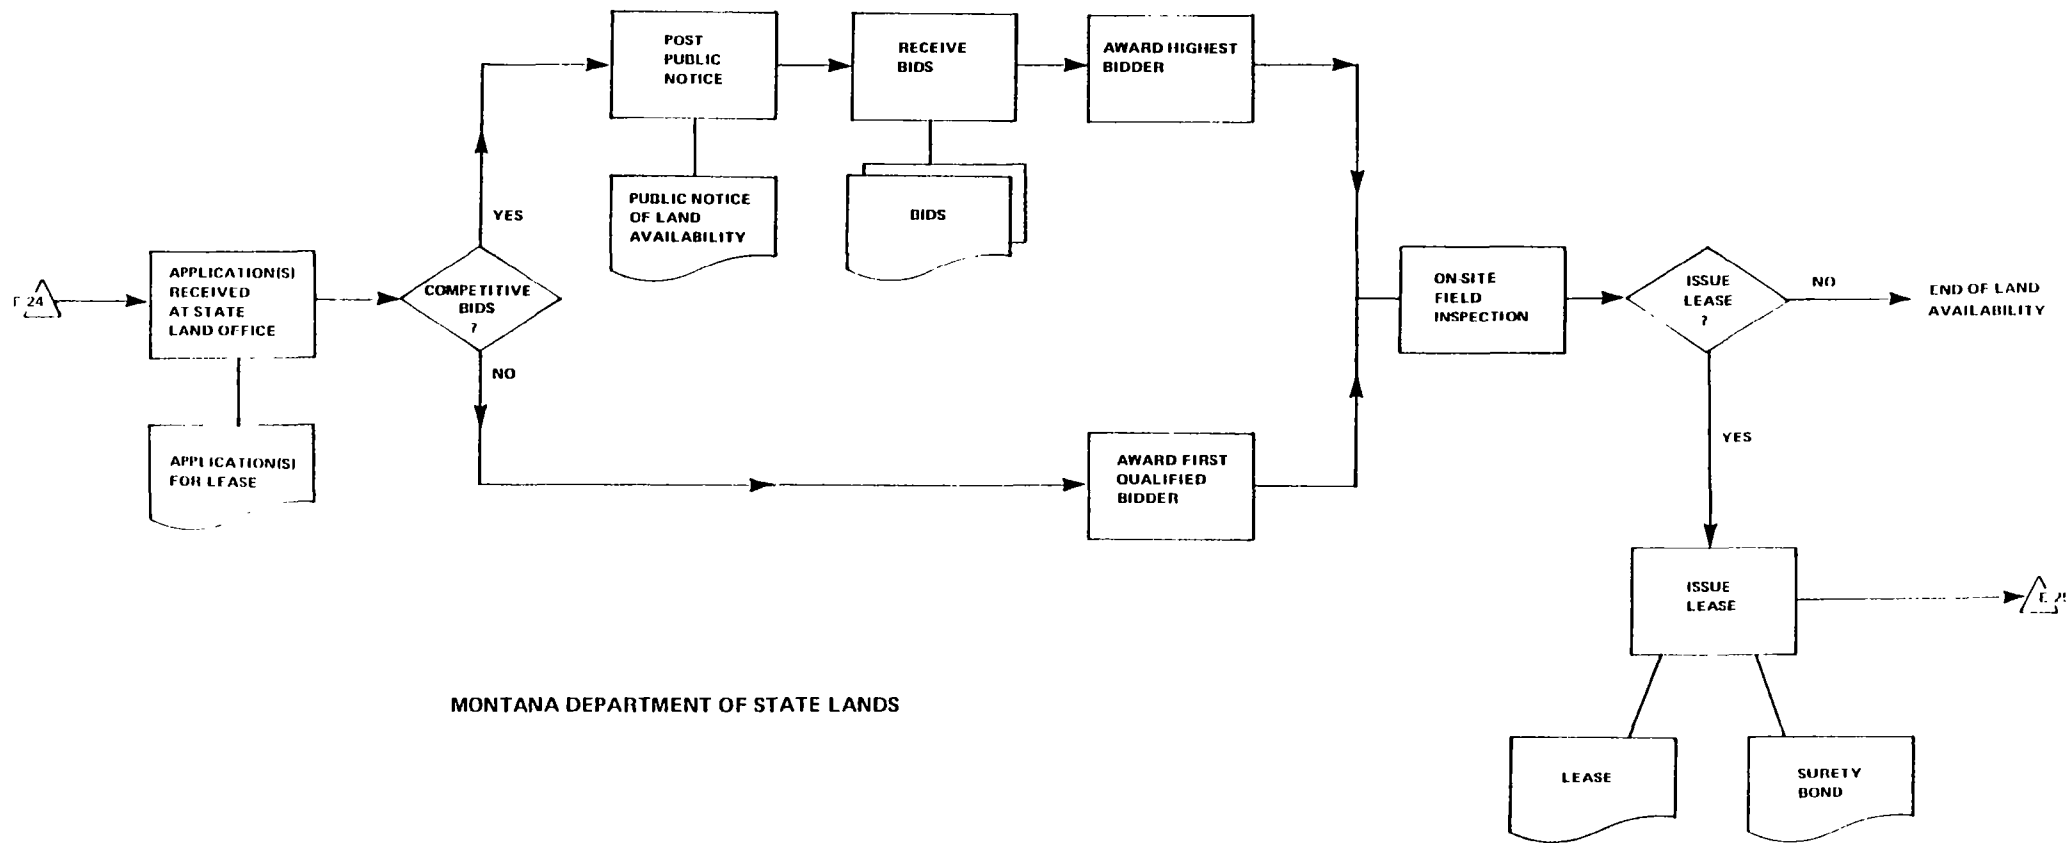 POST
PUBLIC
NOTICE
RECEIVE
BIDS
AWARD HIGHEST
BIDDER
PUBLIC NOTICE
OF LAND
AVAILABILITY
BIDS
YES
24
APPLICATION(S)
RECEIVED
AT STATE
LAND OFFICE
COMPETITIVE
BIDS
?
NO
ON-SITE
FIELD
INSPECTION
ISSUE
LEASE
?
NO
END OF LAND
AVAILABILITY
APPLICATION(S)
FOR LEASE
AWARD FIRST
QUALIFIED
BIDDER
YES
ISSUE
LEASE
MONTANA DEPARTMENT OF STATE LANDS
LEASE
SURETY
BOND